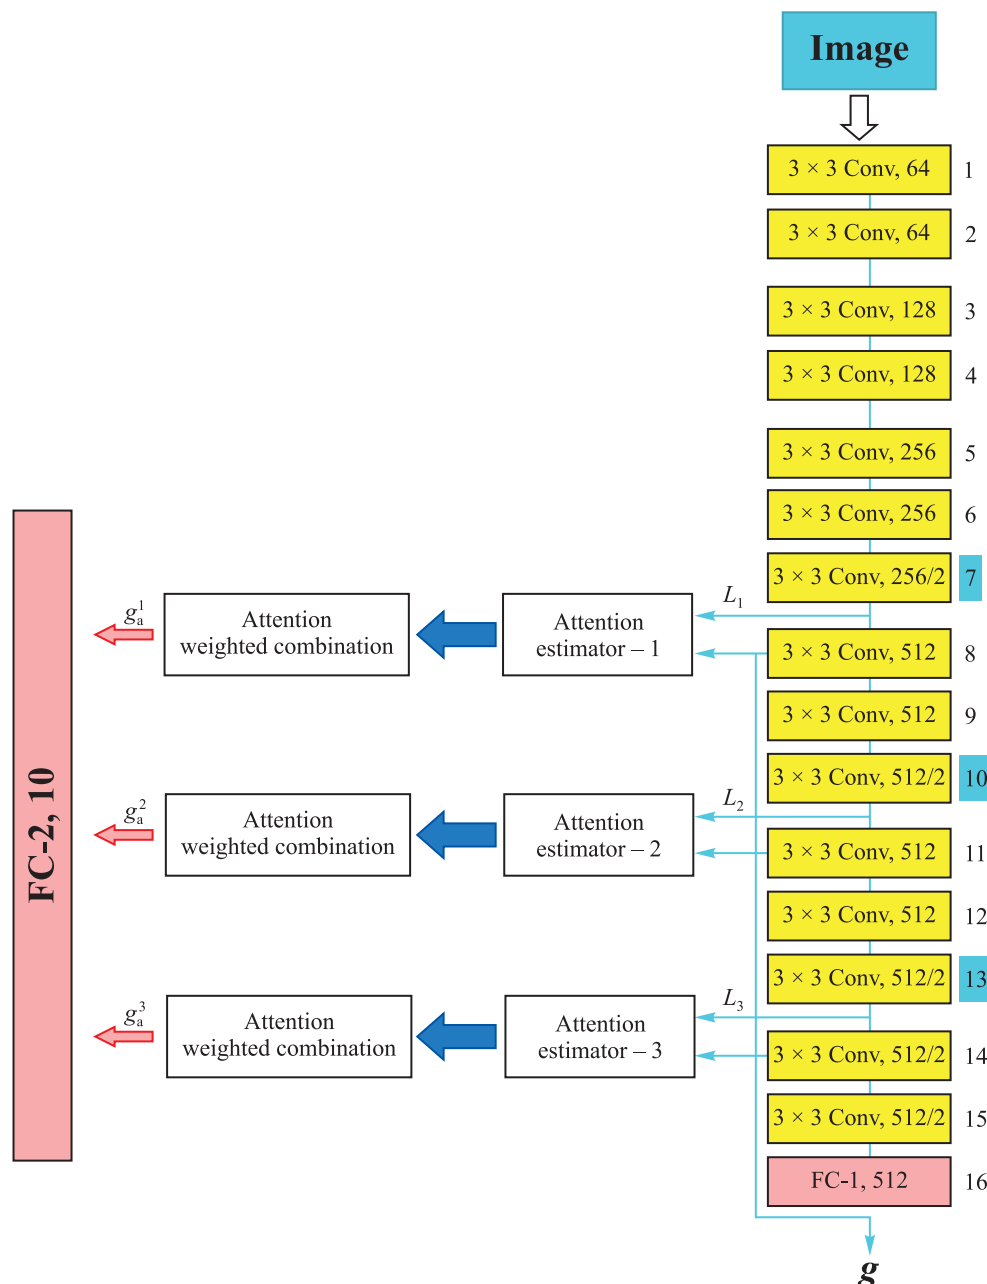 Image
3 × 3 Conv, 64 1
3 × 3 Conv, 64 2
3 × 3 Conv, 128 3
3 × 3 Conv, 128 4
3 × 3 Conv, 256 5
3 × 3 Conv, 256 6
3 × 3 Conv, 256/2 7
L₁
g¹ₐ
Attention
weighted combination
Attention
estimator – 1
3 × 3 Conv, 512 8
3 × 3 Conv, 512 9
3 × 3 Conv, 512/2 10
L₂
g²ₐ
Attention
weighted combination
Attention
estimator – 2
3 × 3 Conv, 512 11
3 × 3 Conv, 512 12
3 × 3 Conv, 512/2 13
L₃
g³ₐ
Attention
weighted combination
Attention
estimator – 3
3 × 3 Conv, 512/2 14
3 × 3 Conv, 512/2 15
FC-1, 512 16
g
FC-2, 10